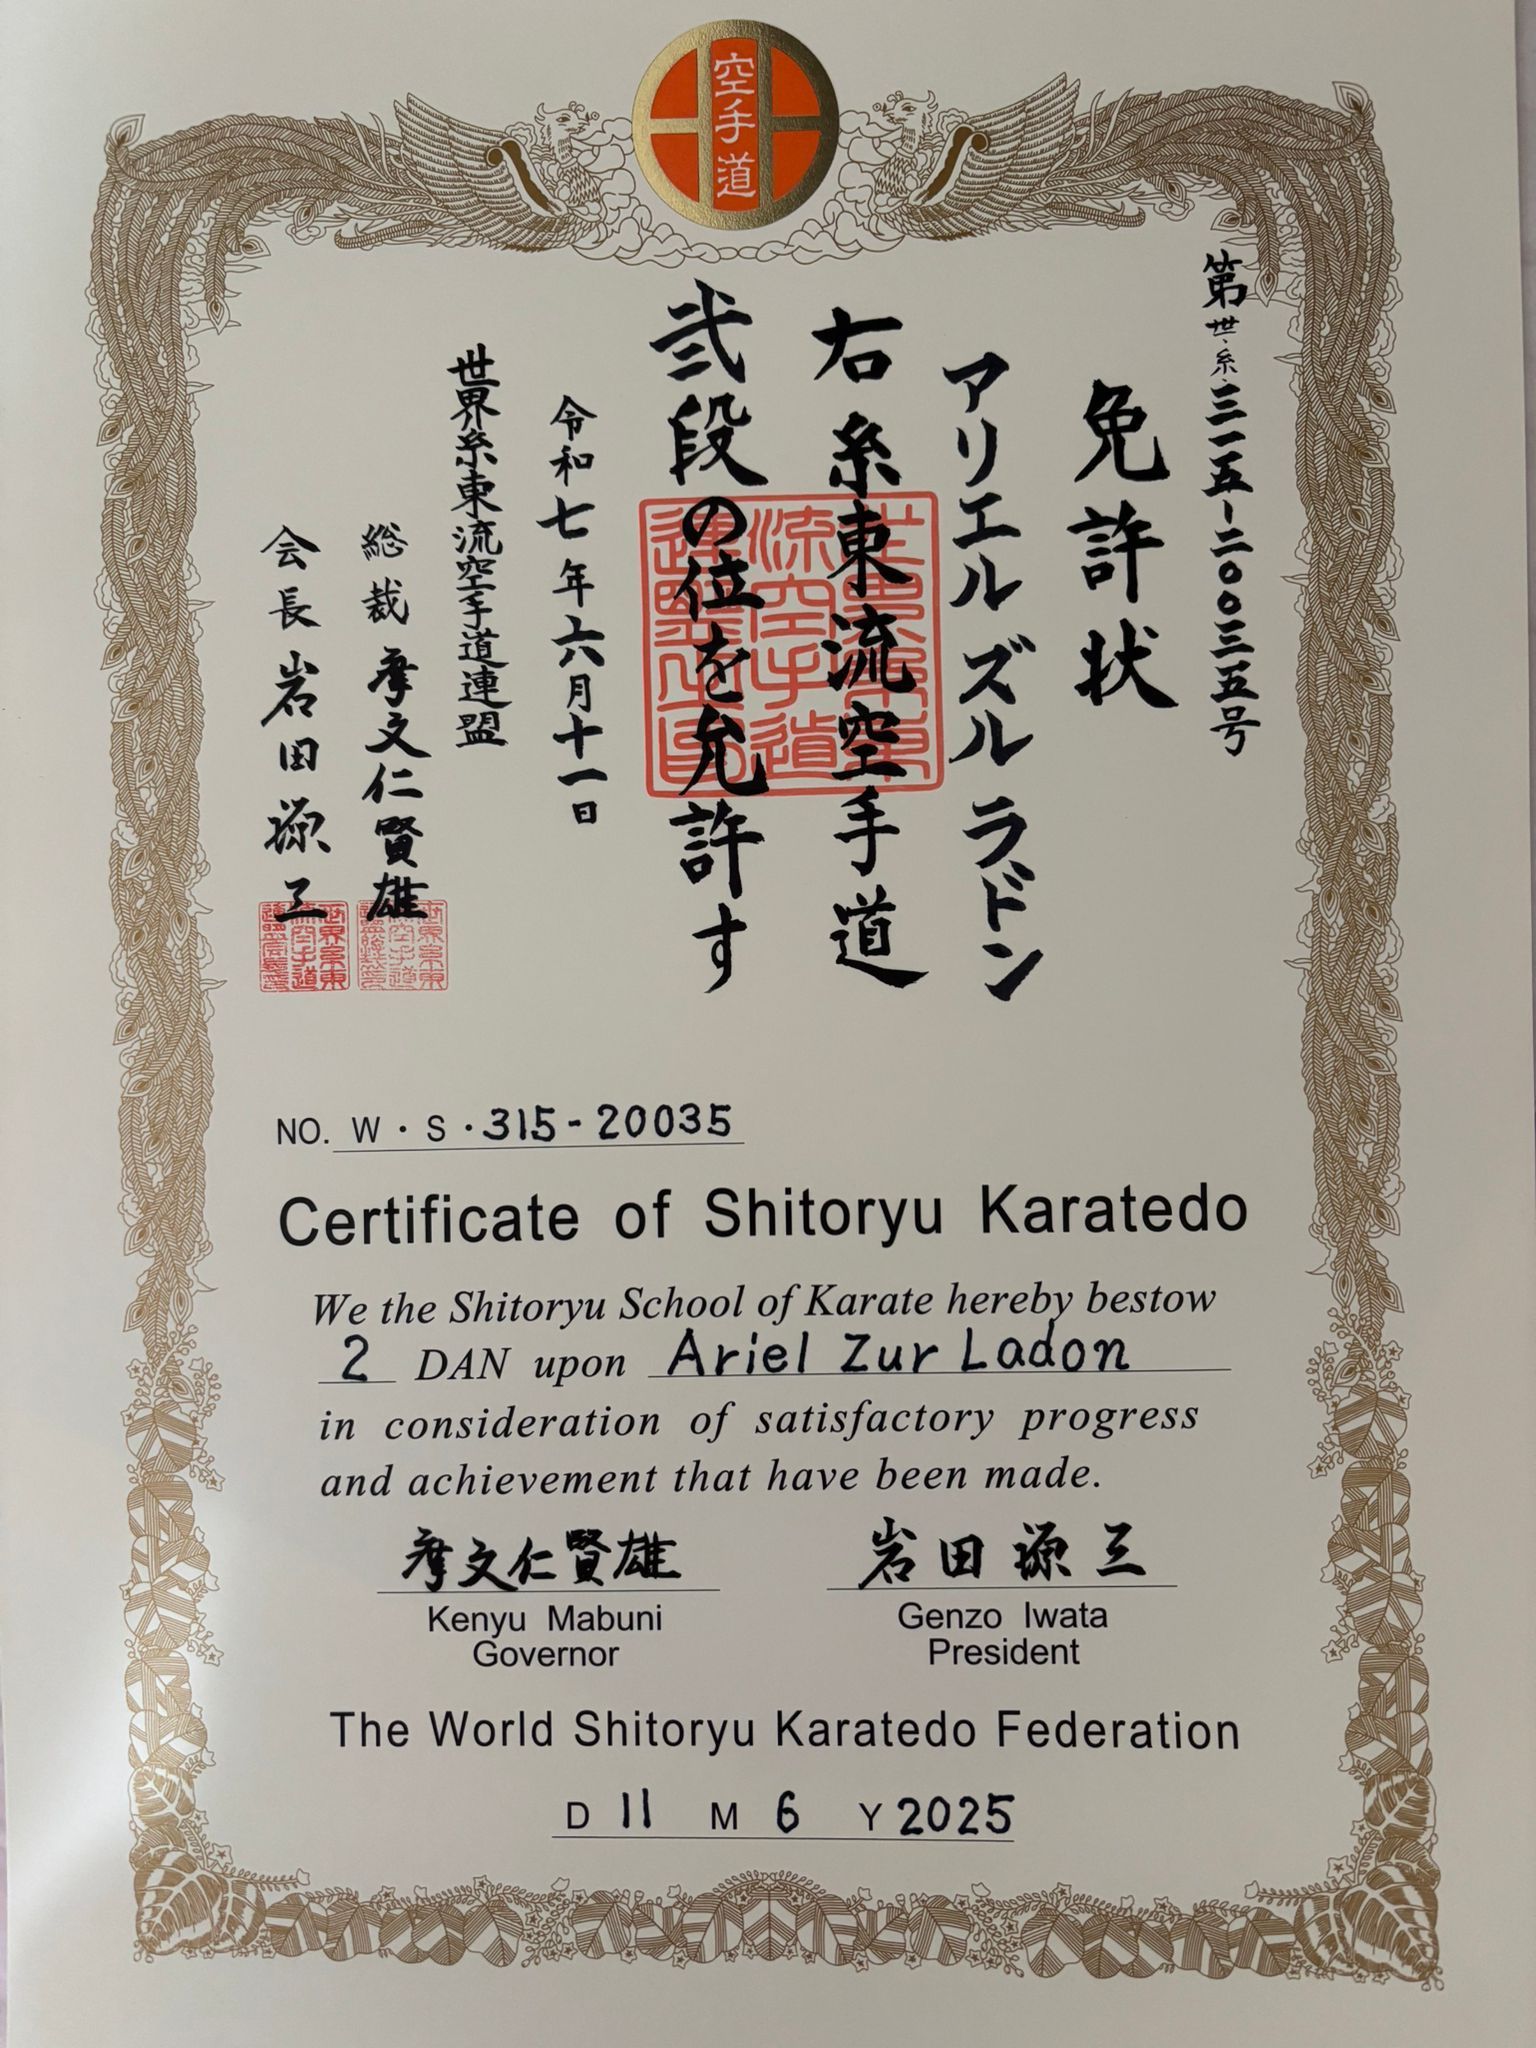 空手道
第世・糸・三一五-二〇〇三五号
免許状
アリエル ズル ラドン
右 糸東流空手道
弐段の位を允許す
令和七年六月十一日
世界糸東流空手道連盟
総裁 摩文仁賢雄
会長 岩田源三
NO. W・S・315-20035
Certificate of Shitoryu Karatedo
We the Shitoryu School of Karate hereby bestow
2 DAN upon Ariel Zur Ladon
in consideration of satisfactory progress
and achievement that have been made.
摩文仁賢雄 岩田源三
Kenyu Mabuni Genzo Iwata
Governor President
The World Shitoryu Karatedo Federation
D 11 M 6 Y 2025